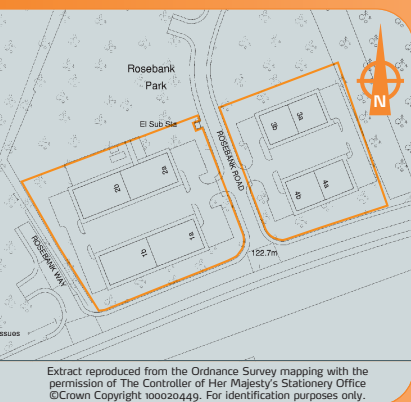 Rosebank
Park
N
El Sub Sta
3a
3b
ROSEBANK ROAD
2a
2b
4a
4b
1a
1b
ROSEBANK WAY
122.7m
ssues
Extract reproduced from the Ordnance Survey mapping with the
permission of The Controller of Her Majesty's Stationery Office
©Crown Copyright 100020449. For identification purposes only.